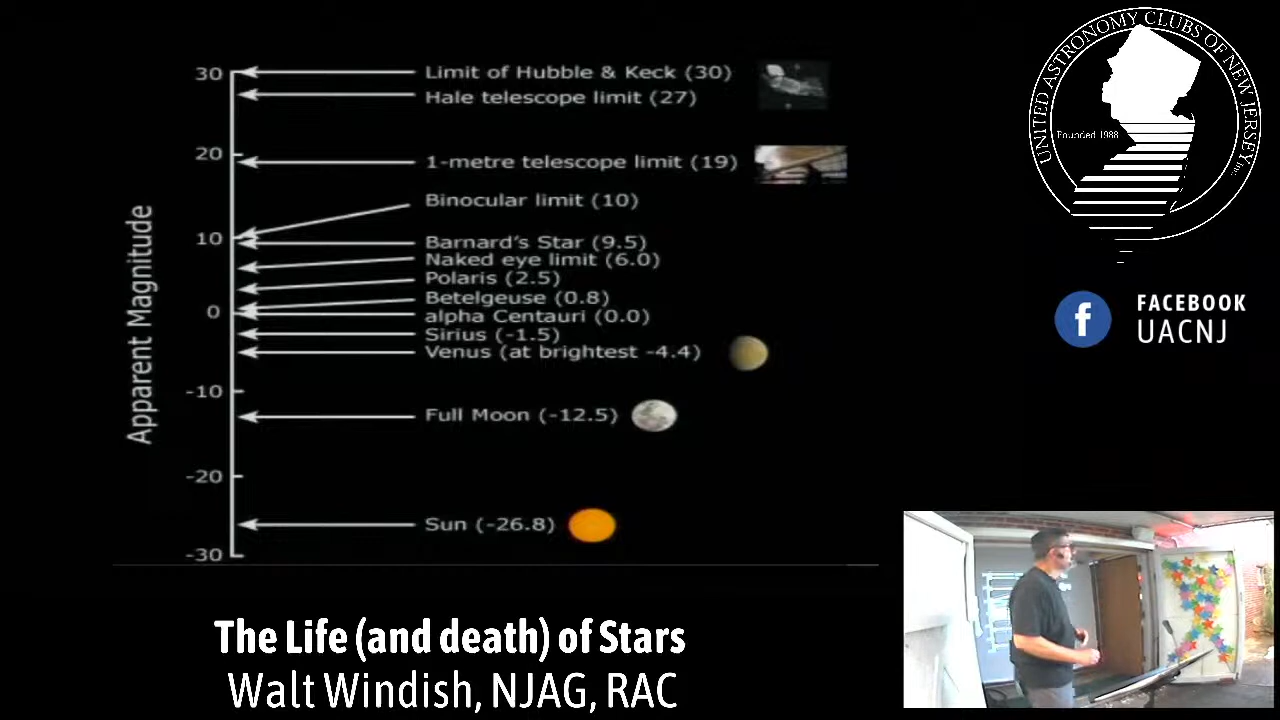 30
Limit of Hubble & Keck (30)
Hale telescope limit (27)
20
1-metre telescope limit (19)
Binocular limit (10)
10
Barnard's Star (9.5)
Naked eye limit (6.0)
Polaris (2.5)
Betelgeuse (0.8)
0
alpha Centauri (0.0)
Sirius (-1.5)
Venus (at brightest -4.4)
-10
Full Moon (-12.5)
-20
Sun (-26.8)
-30
Apparent Magnitude
UNITED ASTRONOMY CLUBS OF NEW JERSEY, Inc.
Founded 1988
f
FACEBOOK
UACNJ
The Life (and death) of Stars
Walt Windish, NJAG, RAC